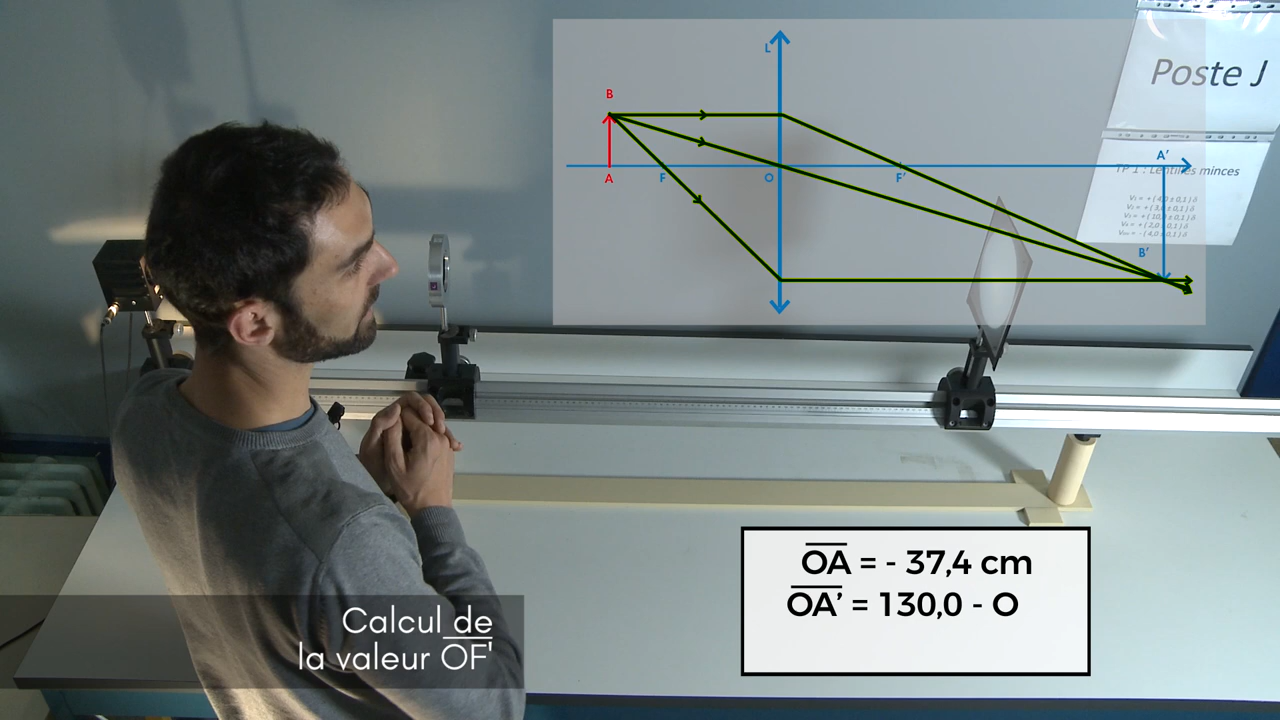 Poste J
L
B
A'
A
F
O
F'
TP 1 : Lentilles minces
B'
OA = - 37,4 cm
OA' = 130,0 - O
Calcul de
la valeur OF'